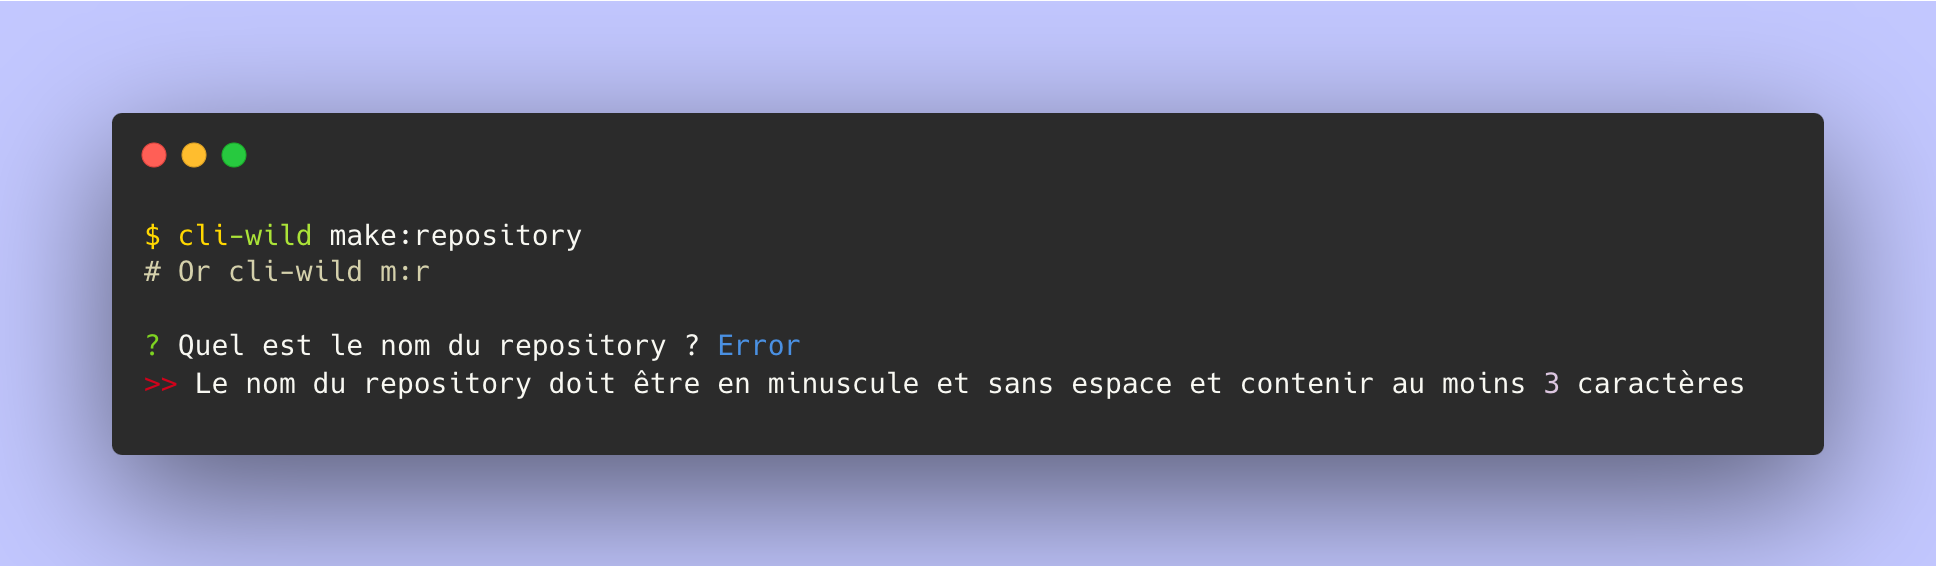 $ cli-wild make:repository
# Or cli-wild m:r
? Quel est le nom du repository ? Error
>> Le nom du repository doit être en minuscule et sans espace et contenir au moins 3 caractères